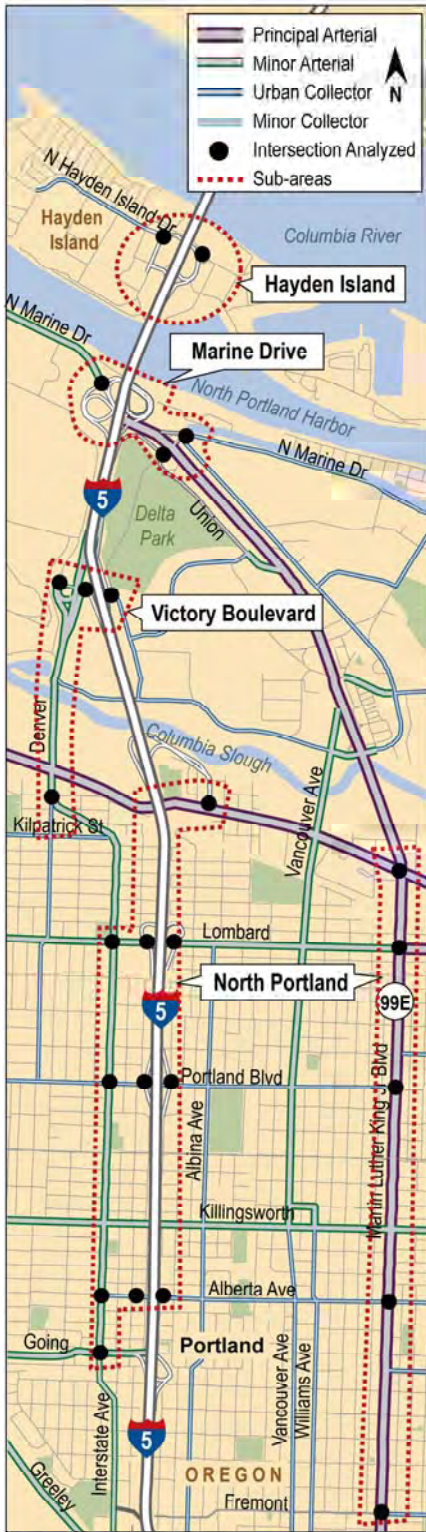 Principal Arterial
Minor Arterial
Urban Collector
Minor Collector
Intersection Analyzed
Sub-areas
N
N Hayden Island Dr
Hayden
Island
Columbia River
Hayden Island
N Marine Dr
Marine Drive
North Portland Harbor
N Marine Dr
5
Union
Delta
Park
Victory Boulevard
Denver
Columbia Slough
Vancouver Ave
Kilpatrick St
Lombard
North Portland
5
99E
Portland Blvd
Albina Ave
Martin Luther King Jr Blvd
Killingsworth
Alberta Ave
Going
Portland
Interstate Ave
Vancouver Ave
Williams Ave
5
Greeley
OREGON
Fremont